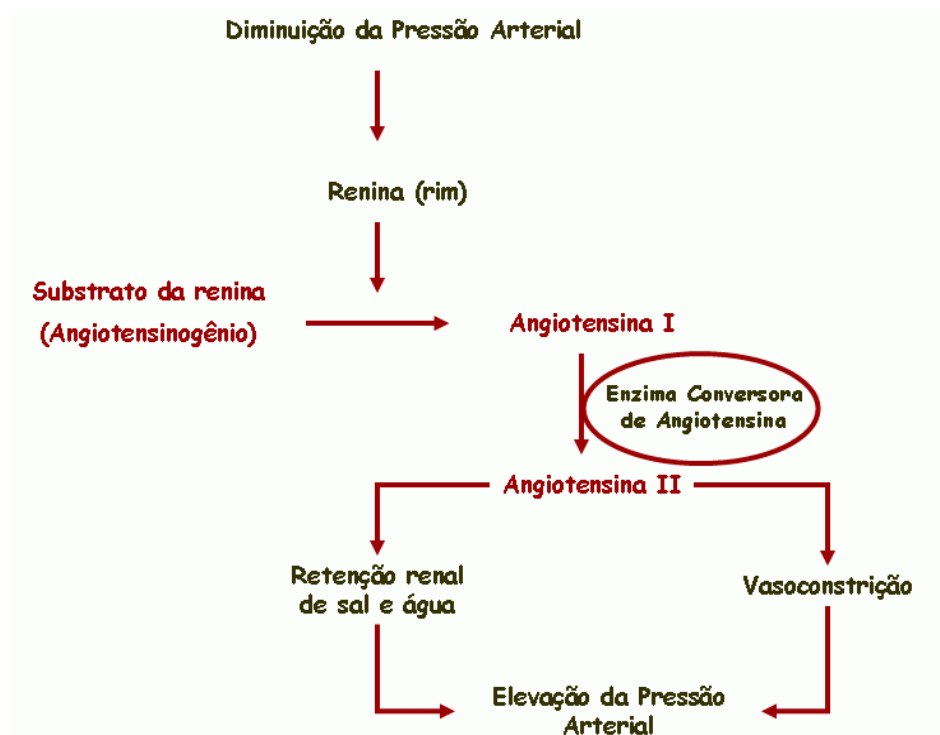 Diminuição da Pressão Arterial
Renina (rim)
Substrato da renina
(Angiotensinogênio)
Angiotensina I
Enzima Conversora
de Angiotensina
Angiotensina II
Retenção renal
de sal e água
Vasoconstrição
Elevação da Pressão
Arterial